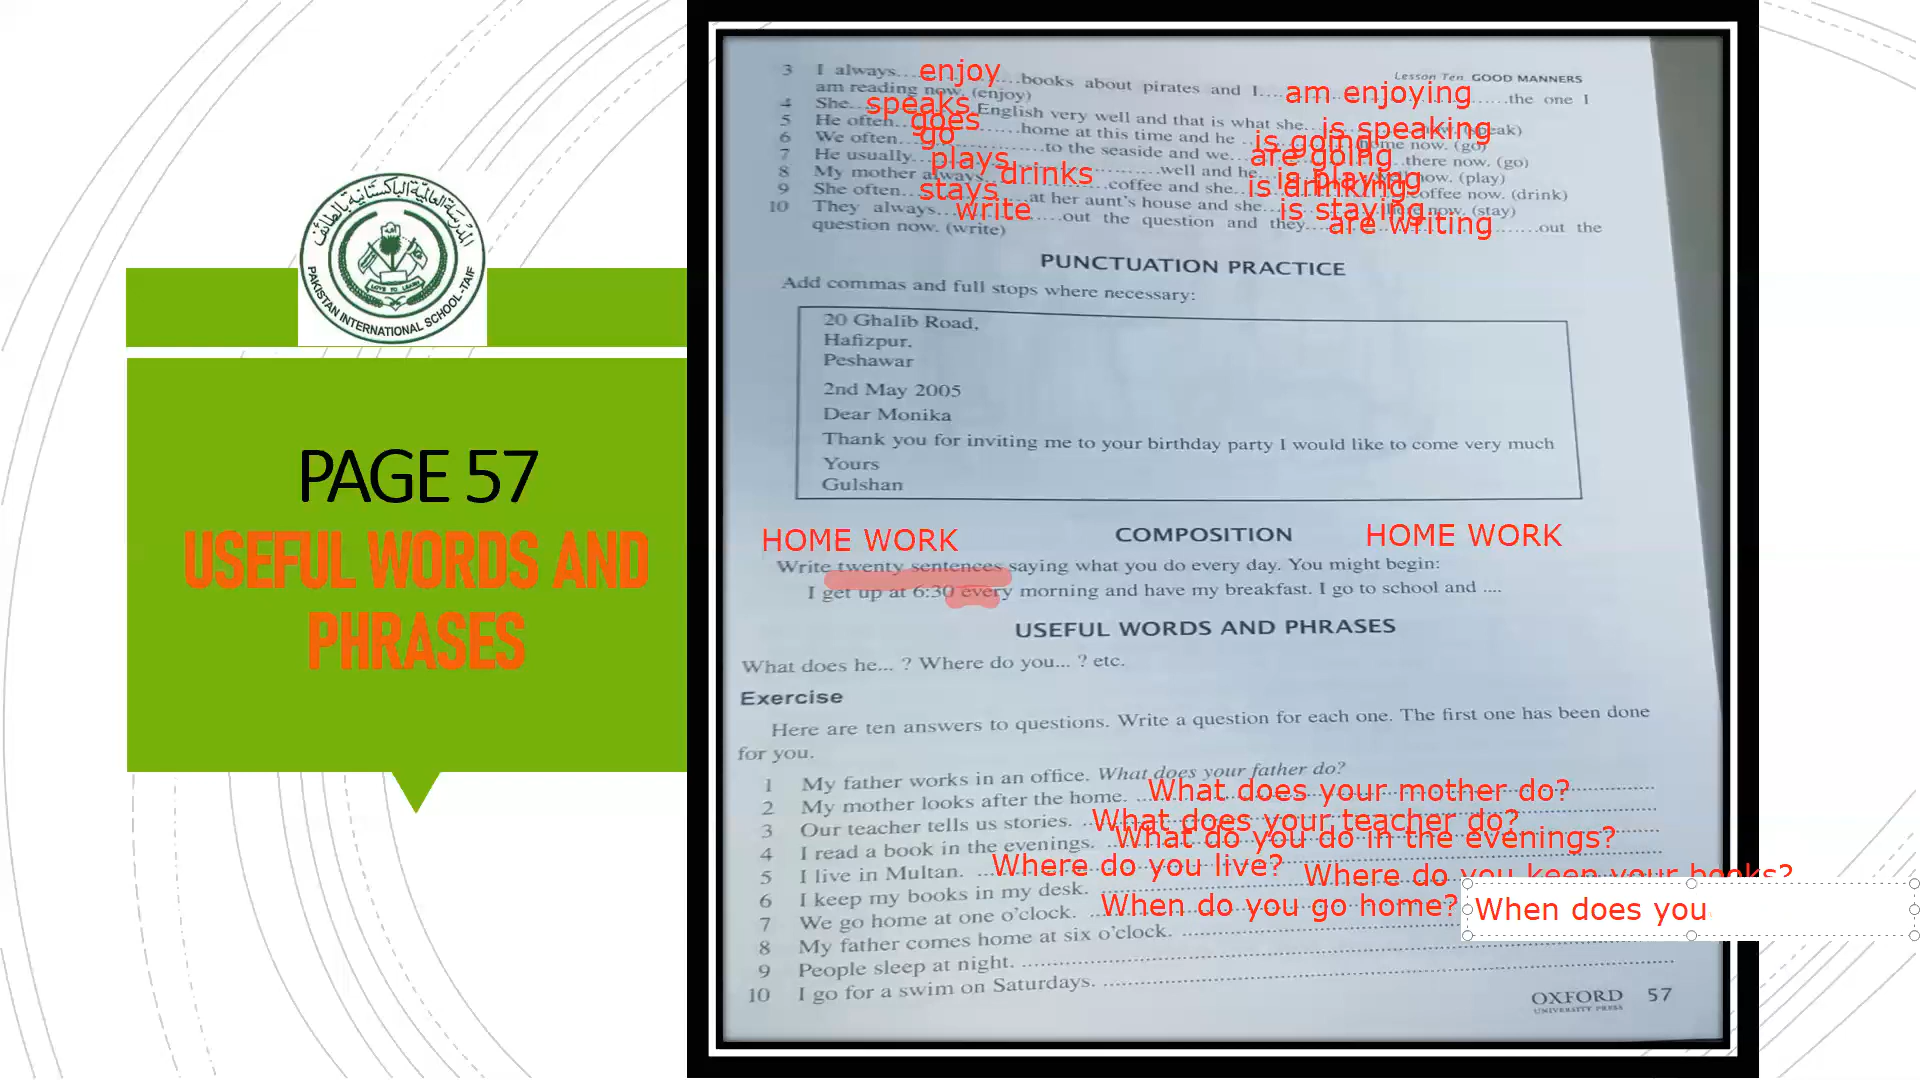 المدرسة العالمية الباكستانية بالطائف
LOVE TO LEARN
PAKISTAN INTERNATIONAL SCHOOL-TAIF
PAGE 57
USEFUL WORDS AND
PHRASES
Lesson Ten GOOD MANNERS
3 I always... enjoy ...books about pirates and I.... am enjoying ...the one I
am reading now. (enjoy)
4 She.. speaks English very well and that is what she... is speaking now. (speak)
5 He often... goes ...home at this time and he ... is going home now. (go)
6 We often... go ...to the seaside and we... are going ...there now. (go)
7 He usually... plays ...well and he... is playing well now. (play)
8 My mother always... drinks ...coffee and she... is drinking coffee now. (drink)
9 She often... stays ...at her aunt's house and she... is staying here now. (stay)
10 They always... write ...out the question and they... are writing ...out the
question now. (write)
PUNCTUATION PRACTICE
Add commas and full stops where necessary:
20 Ghalib Road,
Hafizpur,
Peshawar
2nd May 2005
Dear Monika
Thank you for inviting me to your birthday party I would like to come very much
Yours
Gulshan
HOME WORK COMPOSITION HOME WORK
Write twenty sentences saying what you do every day. You might begin:
I get up at 6:30 every morning and have my breakfast. I go to school and ....
USEFUL WORDS AND PHRASES
What does he... ? Where do you... ? etc.
Exercise
Here are ten answers to questions. Write a question for each one. The first one has been done
for you.
1 My father works in an office. What does your father do?
2 My mother looks after the home. What does your mother do?
3 Our teacher tells us stories. What does your teacher do?
4 I read a book in the evenings. What do you do in the evenings?
5 I live in Multan. Where do you live?
6 I keep my books in my desk. Where do you keep your books?
7 We go home at one o'clock. When do you go home?
8 My father comes home at six o'clock. When does you
9 People sleep at night.
10 I go for a swim on Saturdays.
OXFORD
UNIVERSITY PRESS
57